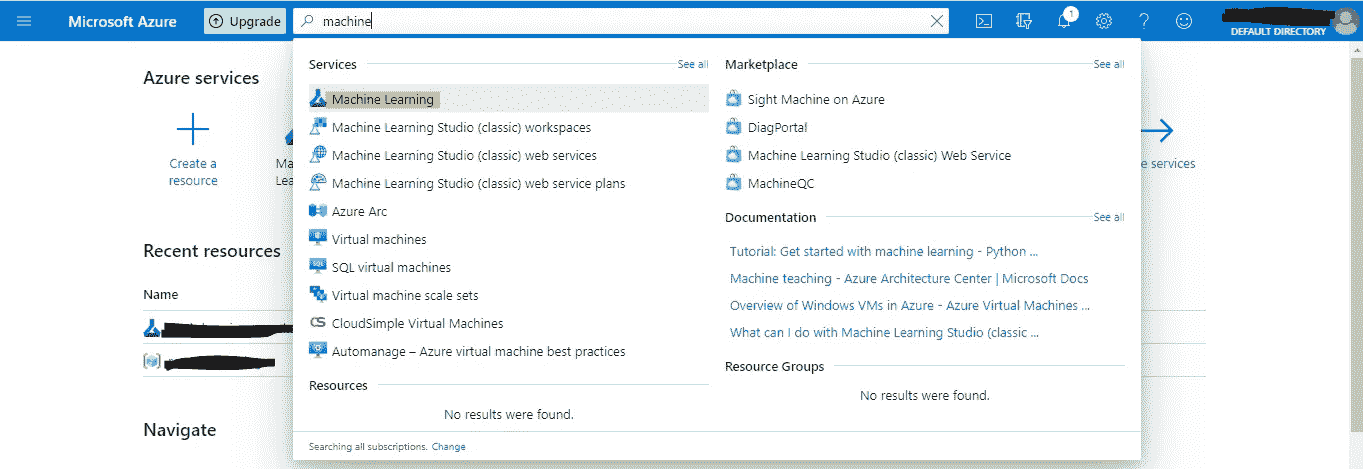 Microsoft Azure
Upgrade
machine
1
DEFAULT DIRECTORY
Azure services
Create a
resource
Ma
Lea
e services
Recent resources
Name
Navigate
Services
See all
Machine Learning
Machine Learning Studio (classic) workspaces
Machine Learning Studio (classic) web services
Machine Learning Studio (classic) web service plans
Azure Arc
Virtual machines
SQL virtual machines
Virtual machine scale sets
CloudSimple Virtual Machines
Automanage – Azure virtual machine best practices
Resources
No results were found.
Marketplace
See all
Sight Machine on Azure
DiagPortal
Machine Learning Studio (classic) Web Service
MachineQC
Documentation
See all
Tutorial: Get started with machine learning - Python ...
Machine teaching - Azure Architecture Center | Microsoft Docs
Overview of Windows VMs in Azure - Azure Virtual Machines ...
What can I do with Machine Learning Studio (classic ...
Resource Groups
No results were found.
Searching all subscriptions. Change